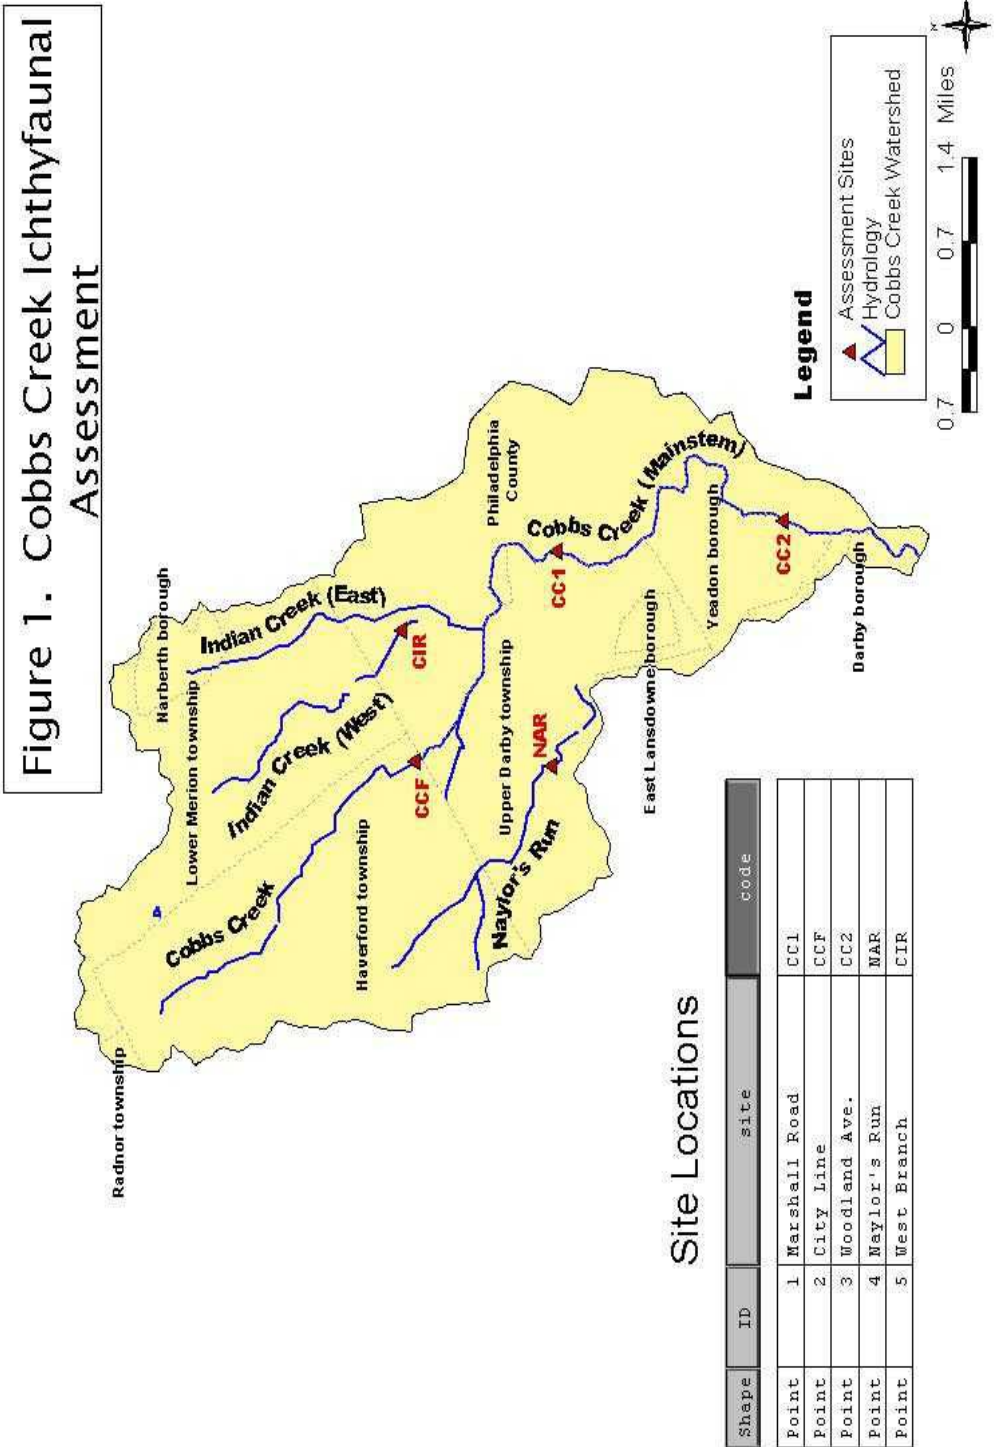 Figure 1. Cobbs Creek Ichthyfaunal
Assessment
Radnor township
Lower Merion township
Narberth borough
Cobbs Creek
Indian Creek (West)
Indian Creek (East)
Haverford township
CCF
CIR
Naylor's Run
Upper Darby township
NAR
Philadelphia
County
Cobbs Creek (Mainstem)
CC1
East Lansdowne borough
Yeadon borough
CC2
Darby borough
Legend
Assessment Sites
Hydrology
Cobbs Creek Watershed
0.7 0 0.7 1.4 Miles
N
Site Locations
Shape ID site code
Point 1 Marshall Road CC1
Point 2 City Line CCF
Point 3 Woodland Ave. CC2
Point 4 Naylor's Run NAR
Point 5 West Branch CIR